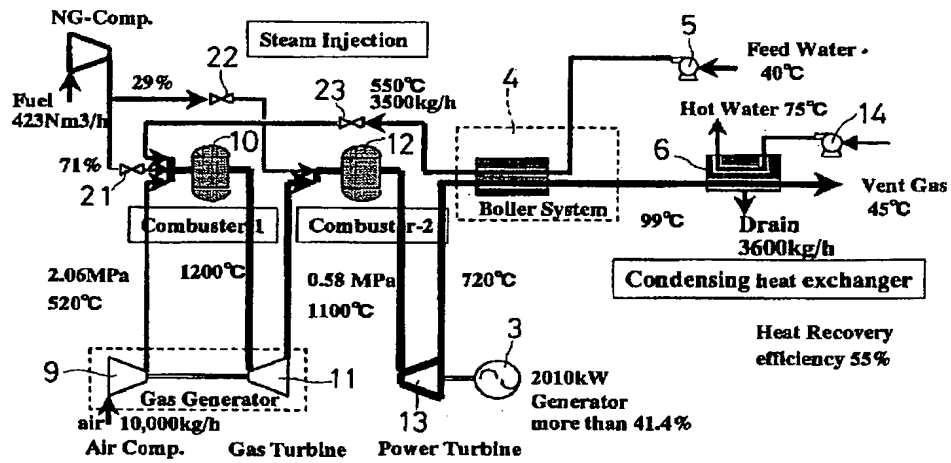 NG-Comp.
Steam Injection
5
Feed Water -
40℃
22
29%
23
550℃
3500kg/h
4
Fuel
423Nm3/h
Hot Water 75℃
14
10
12
6
71%
21
Boiler System
Vent Gas
45℃
Combuster 1
Combuster-2
99℃
Drain
3600kg/h
2.06MPa
520℃
1200℃
0.58 MPa
1100℃
720℃
Condensing heat exchanger
Heat Recovery
efficiency 55%
3
9
11
13
2010kW
Generator
more than 41.4%
Gas Generator
air 10,000kg/h
Air Comp.
Gas Turbine
Power Turbine